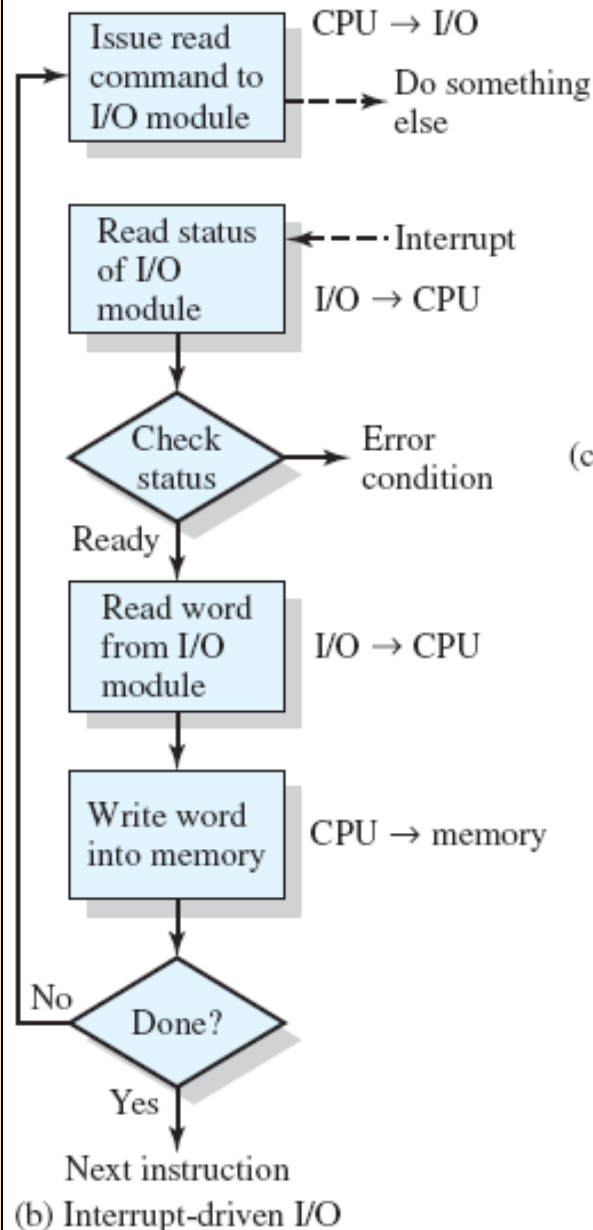 Issue read
command to
I/O module
CPU → I/O
Do something
else
Read status
of I/O
module
Interrupt
I/O → CPU
Check
status
Error
condition
(c
Ready
Read word
from I/O
module
I/O → CPU
Write word
into memory
CPU → memory
No
Done?
Yes
Next instruction
(b) Interrupt-driven I/O